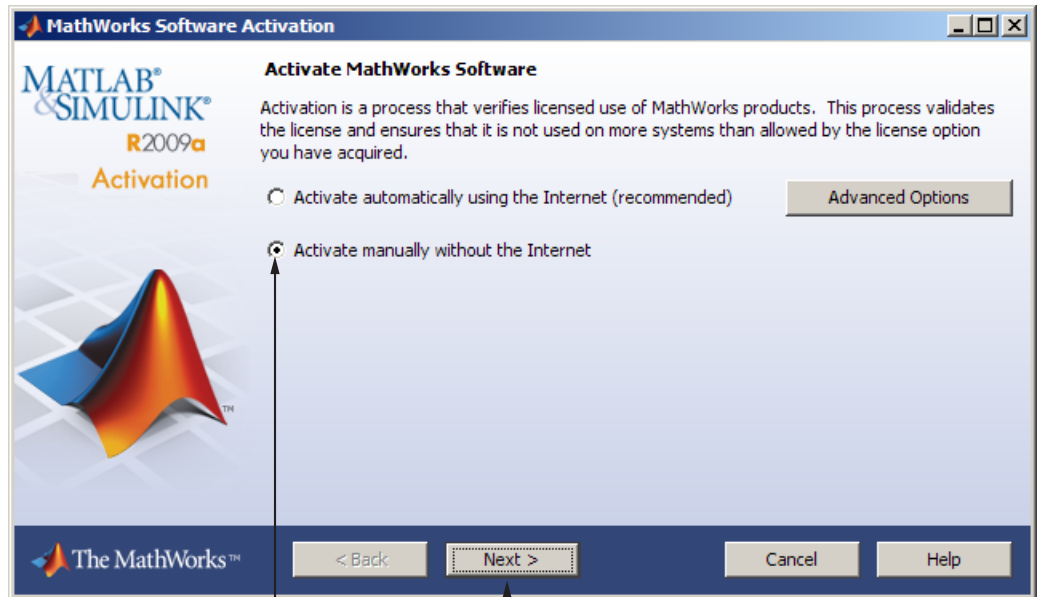 MathWorks Software Activation
MATLAB®
&SIMULINK®
R2009a
Activation
Activate MathWorks Software
Activation is a process that verifies licensed use of MathWorks products. This process validates
the license and ensures that it is not used on more systems than allowed by the license option
you have acquired.
Activate automatically using the Internet (recommended)
Advanced Options
Activate manually without the Internet
TM
The MathWorks™
< Back
Next >
Cancel
Help